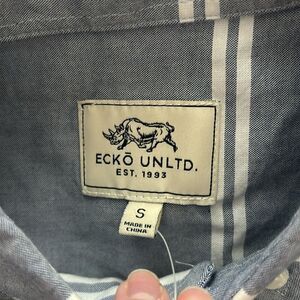 ECKŌ UNLTD.
EST. 1993
S
MADE IN
CHINA